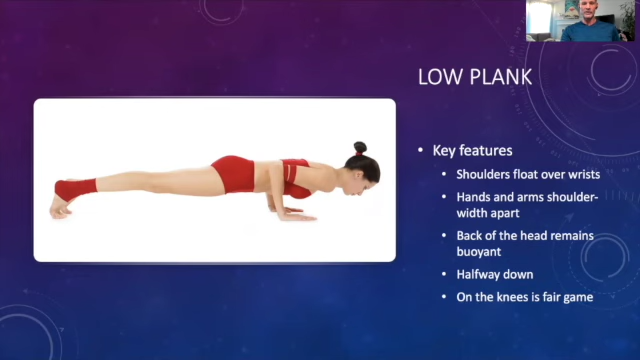 LOW PLANK
• Key features
• Shoulders float over wrists
• Hands and arms shoulder-
width apart
• Back of the head remains
buoyant
• Halfway down
• On the knees is fair game